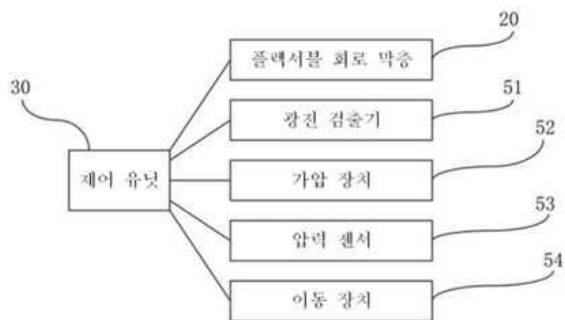 20
플렉서블 회로 막층
30
51
광전 검출기
52
제어 유닛
가압 장치
53
압력 센서
54
이동 장치